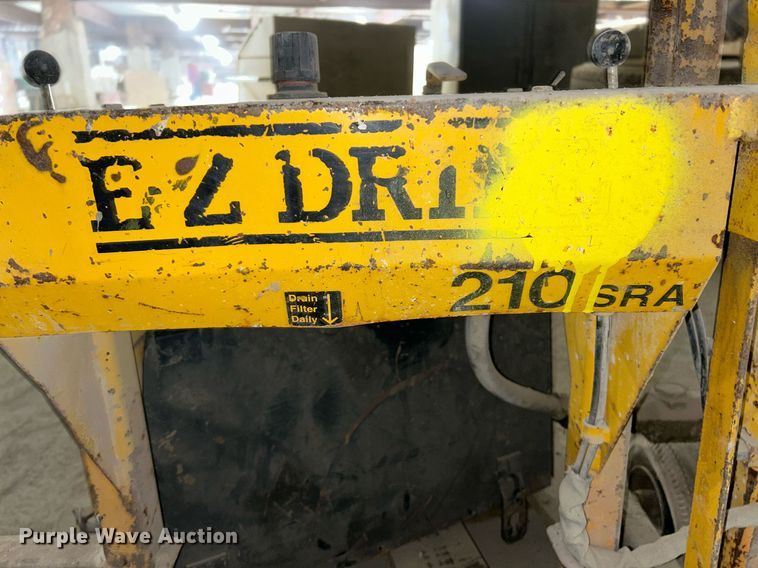 E-Z DRI
210 SRA
Drain
Filter
Daily
Purple Wave Auction